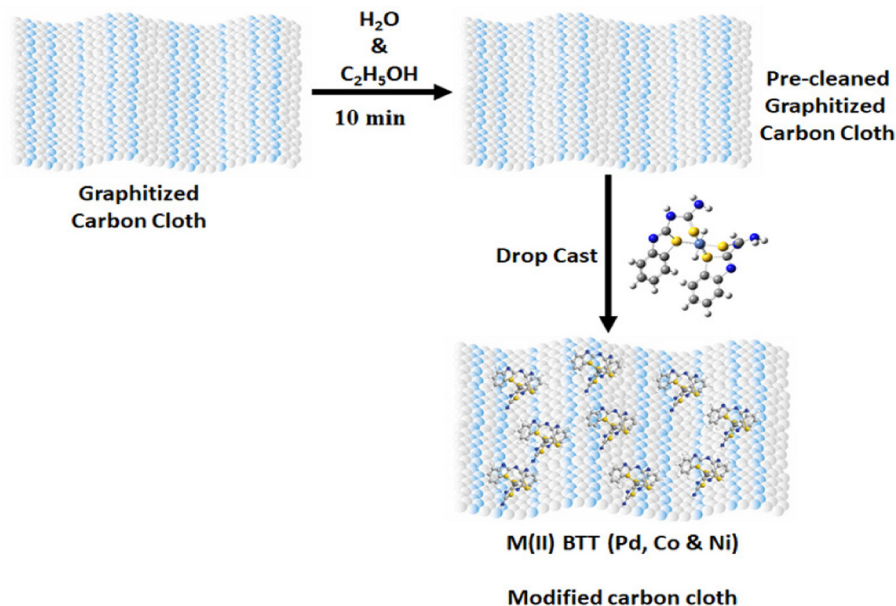 H₂O
&
C₂H₅OH
10 min
Graphitized
Carbon Cloth
Pre-cleaned
Graphitized
Carbon Cloth
Drop Cast
M(II) BTT (Pd, Co & Ni)
Modified carbon cloth